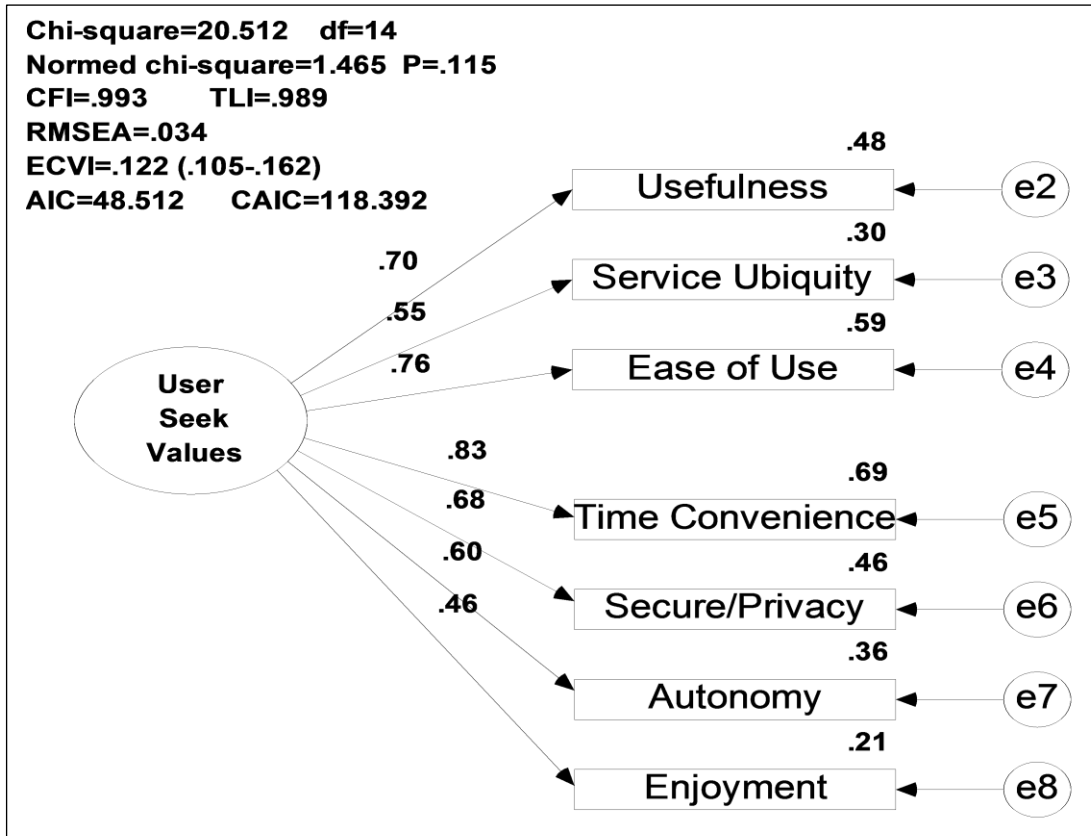 Chi-square=20.512 df=14
Normed chi-square=1.465 P=.115
CFI=.993 TLI=.989
RMSEA=.034
ECVI=.122 (.105-.162)
AIC=48.512 CAIC=118.392
.48
Usefulness
e2
.70
.30
Service Ubiquity
e3
.55
.59
Ease of Use
e4
.76
User
Seek
Values
.83
.69
Time Convenience
e5
.68
.46
Secure/Privacy
e6
.60
.36
Autonomy
e7
.46
.21
Enjoyment
e8